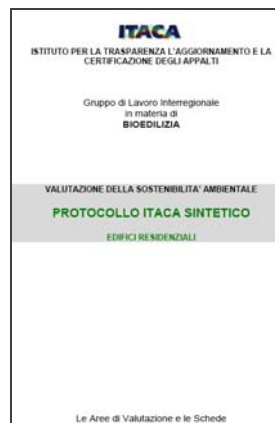 ITACA
ISTITUTO PER LA TRASPARENZA L'AGGIORNAMENTO E LA
CERTIFICAZIONE DEGLI APPALTI
Gruppo di Lavoro Interregionale
in materia di
BIOEDILIZIA
VALUTAZIONE DELLA SOSTENIBILITA' AMBIENTALE
PROTOCOLLO ITACA SINTETICO
EDIFICI RESIDENZIALI
Le Aree di Valutazione e le Schede